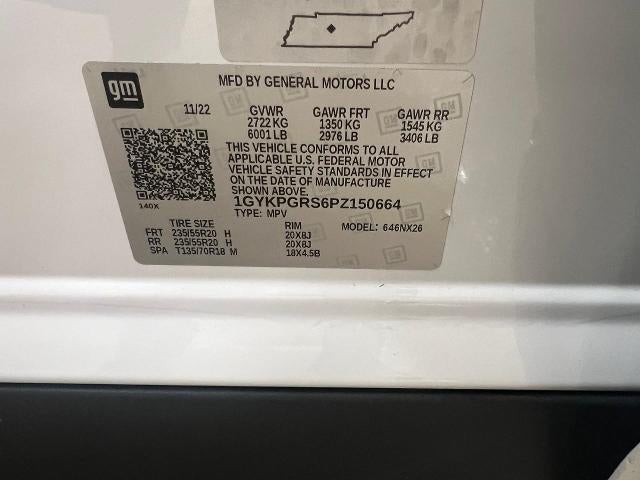 gm
MFD BY GENERAL MOTORS LLC
11/22 GVWR GAWR FRT GAWR RR
2722 KG 1350 KG 1545 KG
6001 LB 2976 LB 3406 LB
THIS VEHICLE CONFORMS TO ALL
APPLICABLE U.S. FEDERAL MOTOR
VEHICLE SAFETY STANDARDS IN EFFECT
ON THE DATE OF MANUFACTURE
SHOWN ABOVE.
140X 1GYKPGRS6PZ150664
TYPE: MPV
TIRE SIZE RIM MODEL: 646NX26
FRT 235/55R20 H 20X8J
RR 235/55R20 H 20X8J
SPA T135/70R18 M 18X4.5B